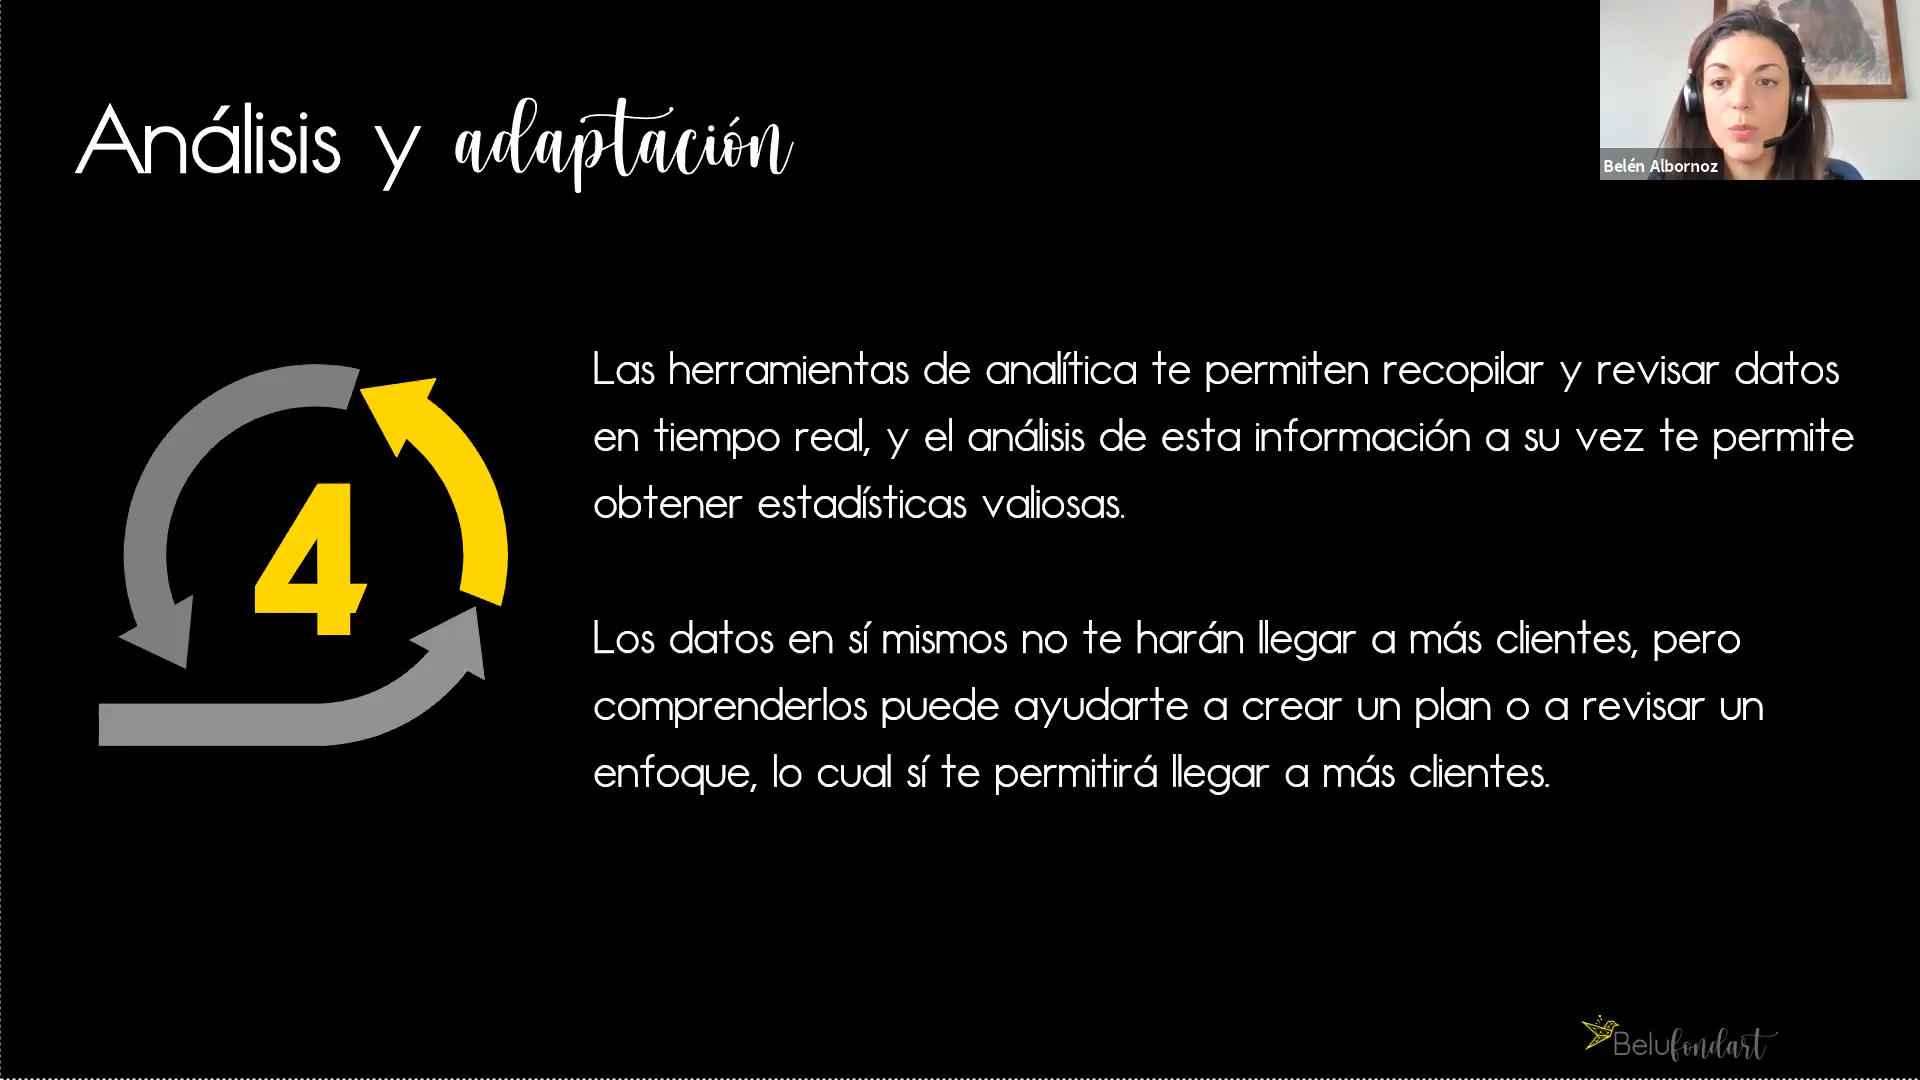 Análisis y adaptación
Belén Albornoz
4
Las herramientas de analítica te permiten recopilar y revisar datos
en tiempo real, y el análisis de esta información a su vez te permite
obtener estadísticas valiosas.
Los datos en sí mismos no te harán llegar a más clientes, pero
comprenderlos puede ayudarte a crear un plan o a revisar un
enfoque, lo cual sí te permitirá llegar a más clientes.
Belufondart